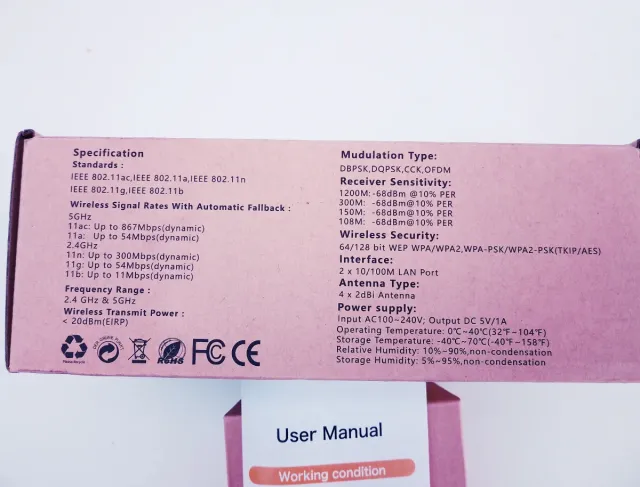 Specification
Standards :
IEEE 802.11ac,IEEE 802.11a,IEEE 802.11n
IEEE 802.11g,IEEE 802.11b
Wireless Signal Rates With Automatic Fallback :
5GHz
11ac: Up to 867Mbps(dynamic)
11a: Up to 54Mbps(dynamic)
2.4GHz
11n: Up to 300Mbps(dynamic)
11g: Up to 54Mbps(dynamic)
11b: Up to 11Mbps(dynamic)
Frequency Range :
2.4 GHz & 5GHz
Wireless Transmit Power :
< 20dBm(EIRP)
RoHS FC CE
Mudulation Type:
DBPSK,DQPSK,CCK,OFDM
Receiver Sensitivity:
1200M: -68dBm @10% PER
300M: -68dBm@10% PER
150M: -68dBm@10% PER
108M: -68dBm@10% PER
Wireless Security:
64/128 bit WEP WPA/WPA2,WPA-PSK/WPA2-PSK(TKIP/AES)
Interface:
2 x 10/100M LAN Port
Antenna Type:
4 x 2dBi Antenna
Power supply:
Input AC100~240V; Output DC 5V/1A
Operating Temperature: 0℃~40℃(32℉~104℉)
Storage Temperature: -40℃~70℃(-40℉~158℉)
Relative Humidity: 10%~90%,non-condensation
Storage Humidity: 5%~95%,non-condensation
User Manual
Working condition